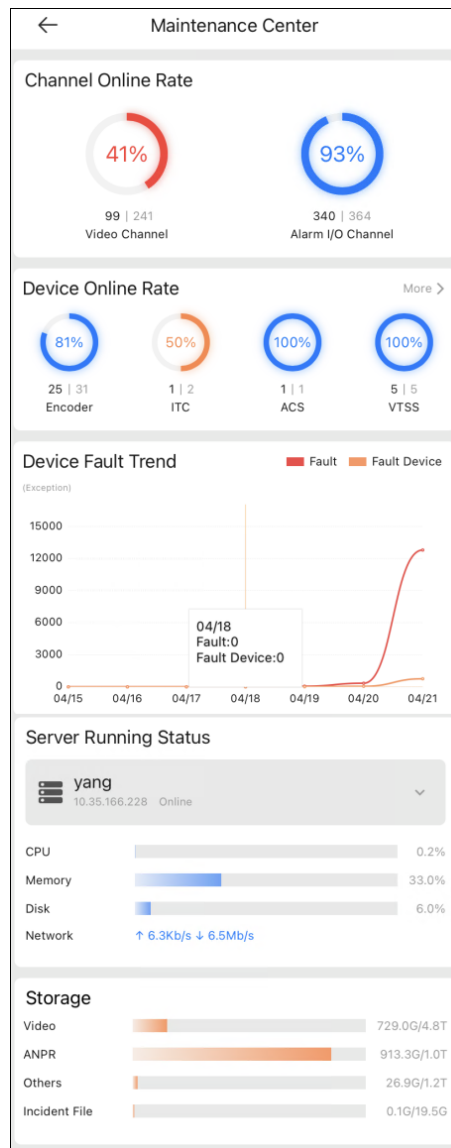 Maintenance Center
Channel Online Rate
41% 93%
99 | 241 340 | 364
Video Channel Alarm I/O Channel
Device Online Rate More
81% 50% 100% 100%
25 | 31 1 | 2 1 | 1 5 | 5
Encoder ITC ACS VTSS
Device Fault Trend Fault Fault Device
(Exception)
15000
12000
9000
6000
3000
0
04/18
Fault:0
Fault Device:0
04/15 04/16 04/17 04/18 04/19 04/20 04/21
Server Running Status
yang
10.35.166.228 Online
CPU 0.2%
Memory 33.0%
Disk 6.0%
Network ↑ 6.3Kb/s ↓ 6.5Mb/s
Storage
Video 729.0G/4.8T
ANPR 913.3G/1.0T
Others 26.9G/1.2T
Incident File 0.1G/19.5G